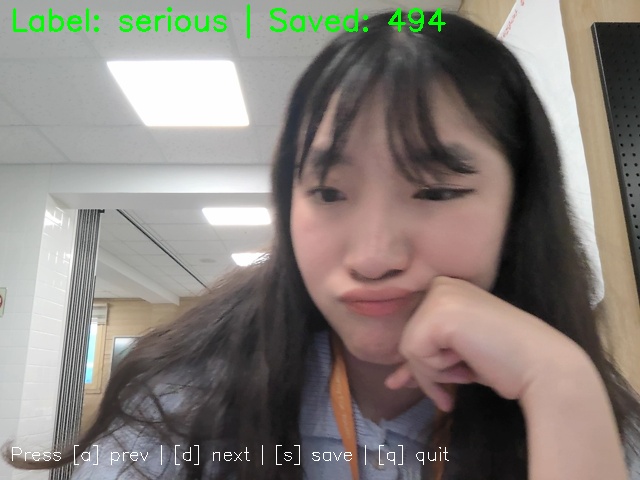 Label: serious | Saved: 494
Press [a] prev | [d] next | [s] save | [q] quit